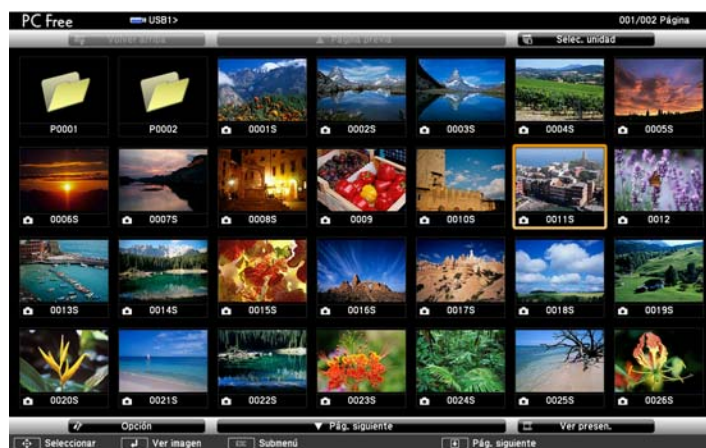 PC Free USB1> 001/002 Página
Volver arriba ▲ Página previa Selec. unidad
P0001 P0002 0001S 0002S 0003S 0004S 0005S
0006S 0007S 0008S 0009 0010S 0011S 0012
0013S 0014S 0015S 0016S 0017S 0018S 0019S
0020S 0021S 0022S 0023S 0024S 0025S 0026S
Opción ▼ Pág. siguiente Ver presen.
Seleccionar Ver imagen Esc Submenú Pág. siguiente